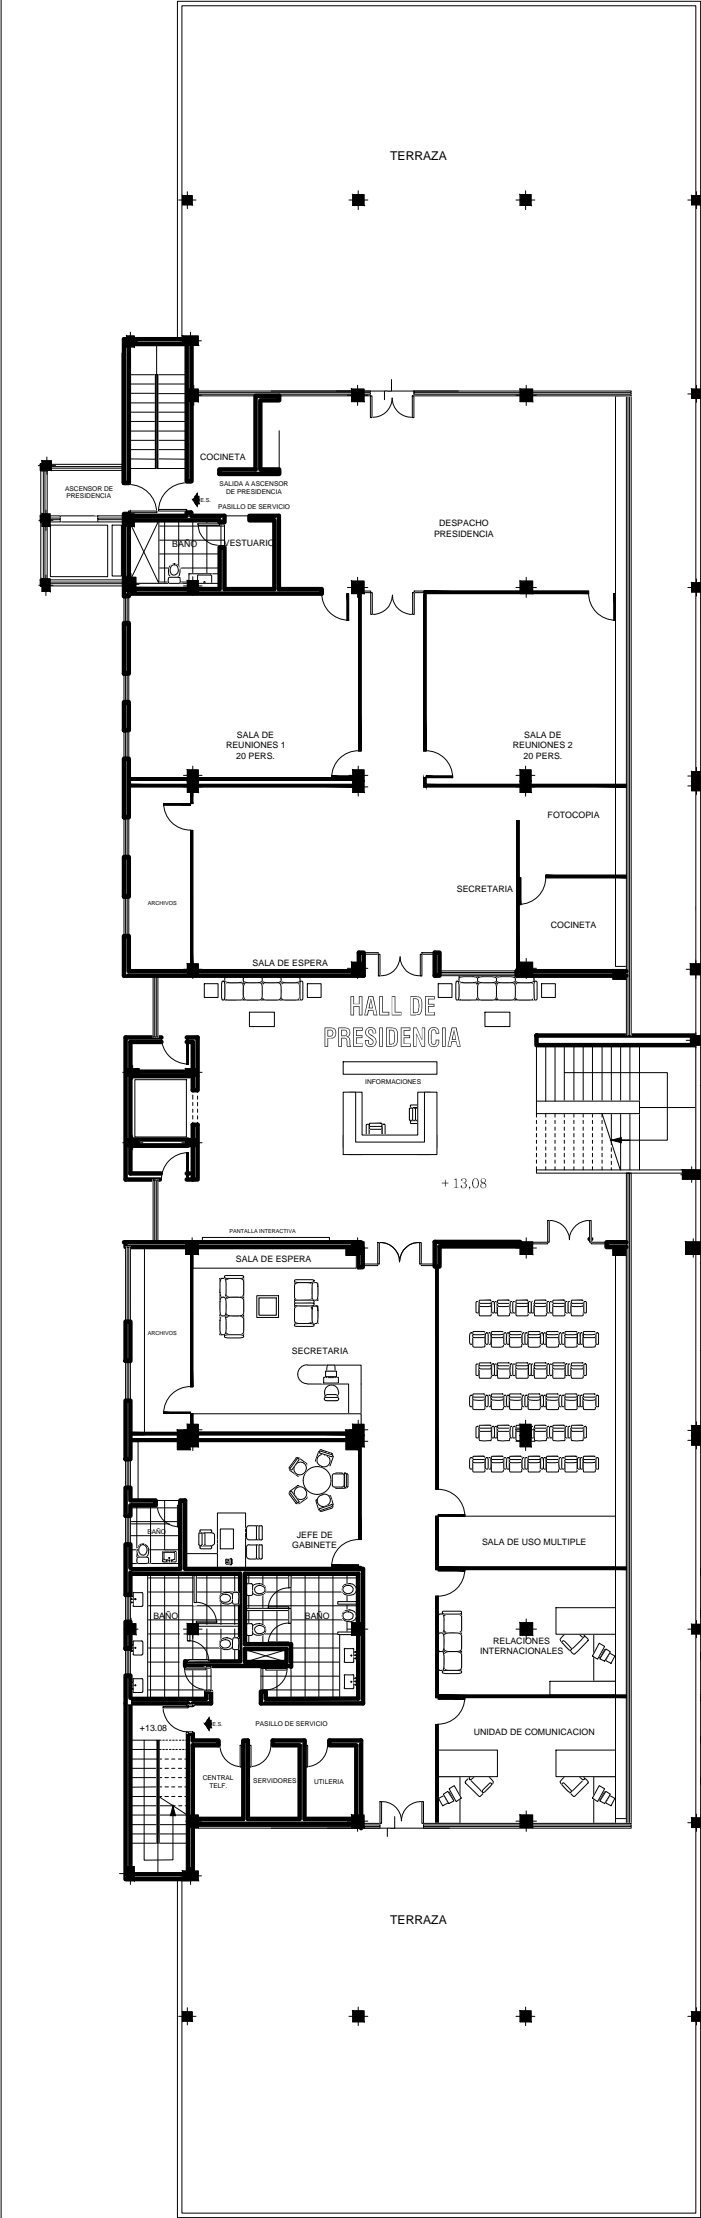 TERRAZA
COCINETA
ASCENSOR DE
PRESIDENCIA
SALIDA A ASCENSOR
DE PRESIDENCIA
E.S.
PASILLO DE SERVICIO
DESPACHO
PRESIDENCIA
BAÑO
VESTUARIO
SALA DE
REUNIONES 1
20 PERS.
SALA DE
REUNIONES 2
20 PERS.
FOTOCOPIA
SECRETARIA
ARCHIVOS
COCINETA
SALA DE ESPERA
HALL DE
PRESIDENCIA
INFORMACIONES
+ 13,08
PANTALLA INTERACTIVA
SALA DE ESPERA
ARCHIVOS
SECRETARIA
JEFE DE
GABINETE
BAÑO
SALA DE USO MULTIPLE
BAÑO
BAÑO
RELACIONES
INTERNACIONALES
+13.08
E.S.
PASILLO DE SERVICIO
UNIDAD DE COMUNICACION
CENTRAL
TELF.
SERVIDORES
UTILERIA
TERRAZA